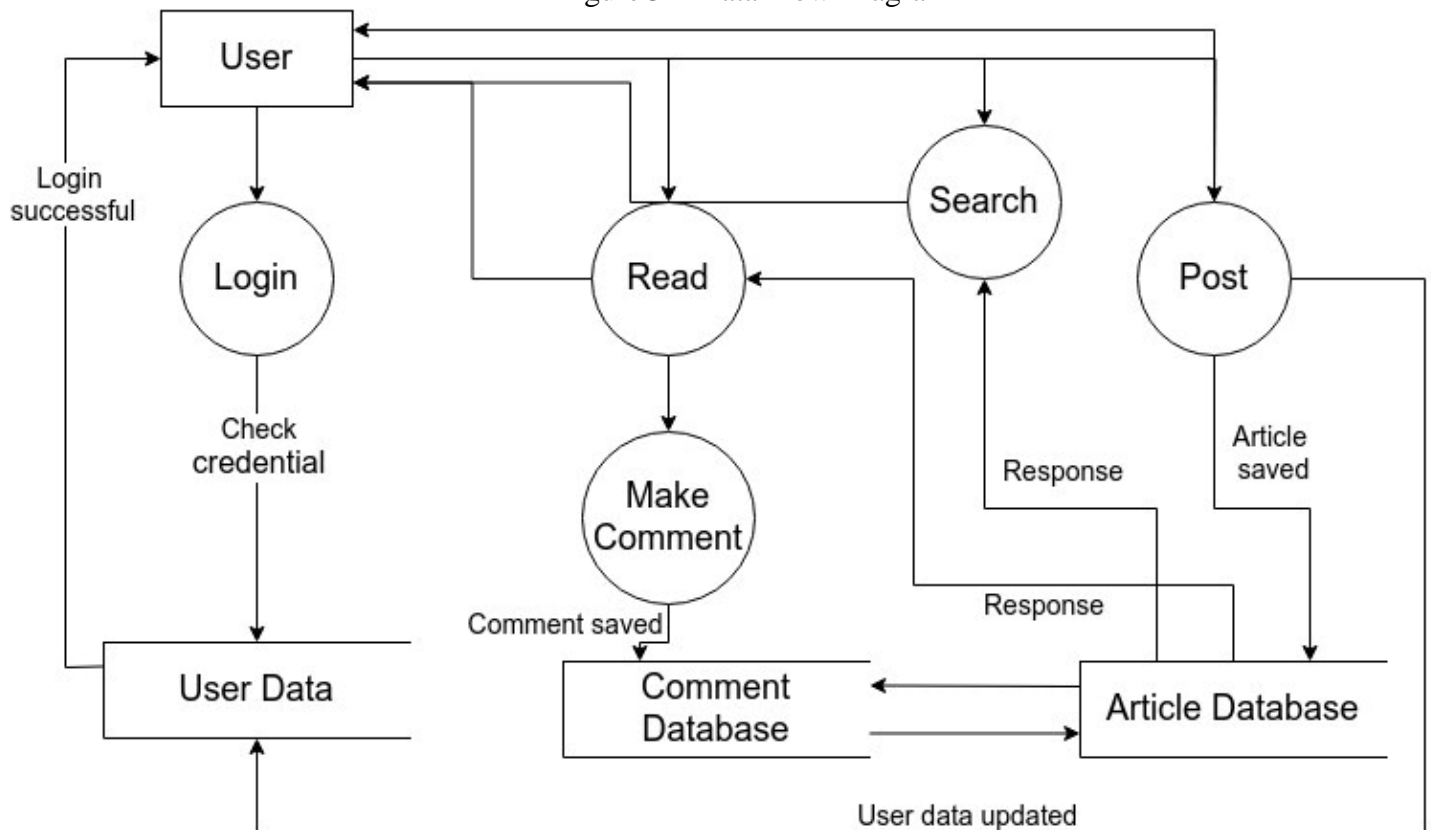 User
Login
successful
Login
Read
Search
Post
Check
credential
Make
Comment
Response
Article
saved
Response
Comment saved
User Data
Comment
Database
Article Database
User data updated